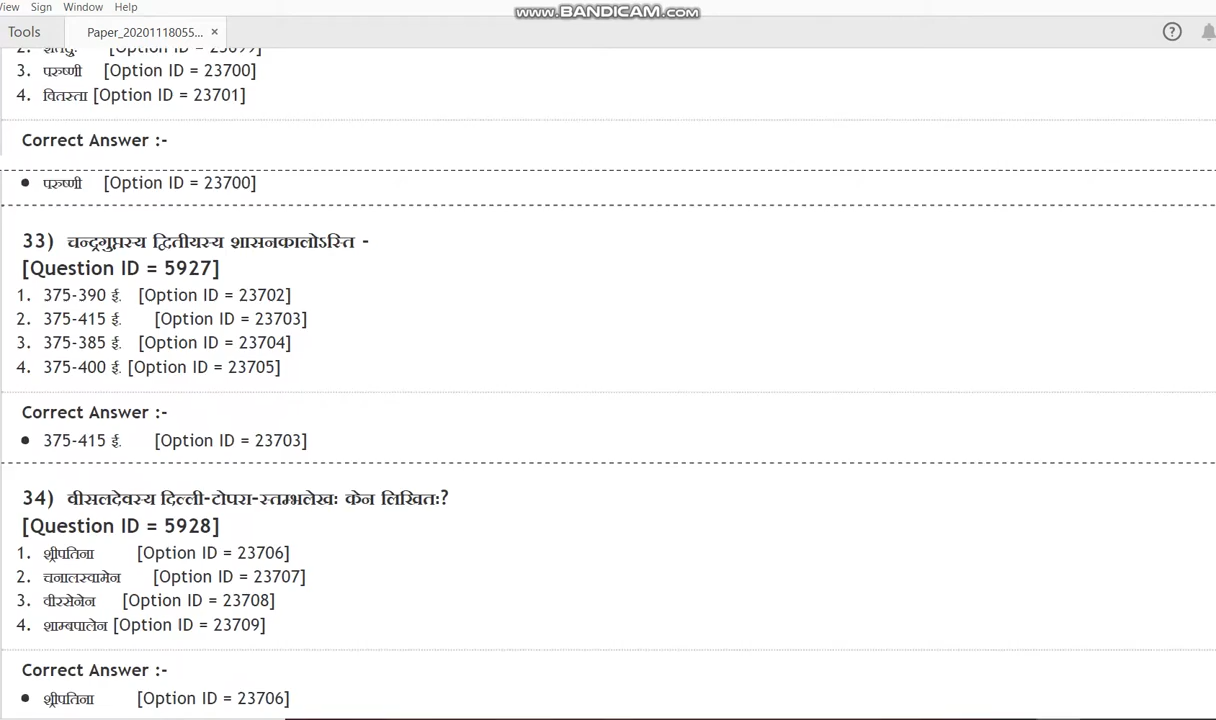 View Sign Window Help
www.BANDICAM.com
Tools Paper_20201118055... ×
2. शतद्रुः [Option ID = 23699]
3. परुष्णी [Option ID = 23700]
4. वितस्ता [Option ID = 23701]
Correct Answer :-
• परुष्णी [Option ID = 23700]
33) चन्द्रगुप्तस्य द्वितीयस्य शासनकालोऽस्ति -
[Question ID = 5927]
1. 375-390 ई. [Option ID = 23702]
2. 375-415 ई. [Option ID = 23703]
3. 375-385 ई. [Option ID = 23704]
4. 375-400 ई. [Option ID = 23705]
Correct Answer :-
• 375-415 ई. [Option ID = 23703]
34) वीसलदेवस्य दिल्ली-टोपरा-स्तम्भलेखः केन लिखितः?
[Question ID = 5928]
1. श्रीपतिना [Option ID = 23706]
2. चनालस्वामेन [Option ID = 23707]
3. वीरसेनेन [Option ID = 23708]
4. शाम्बपालेन [Option ID = 23709]
Correct Answer :-
• श्रीपतिना [Option ID = 23706]